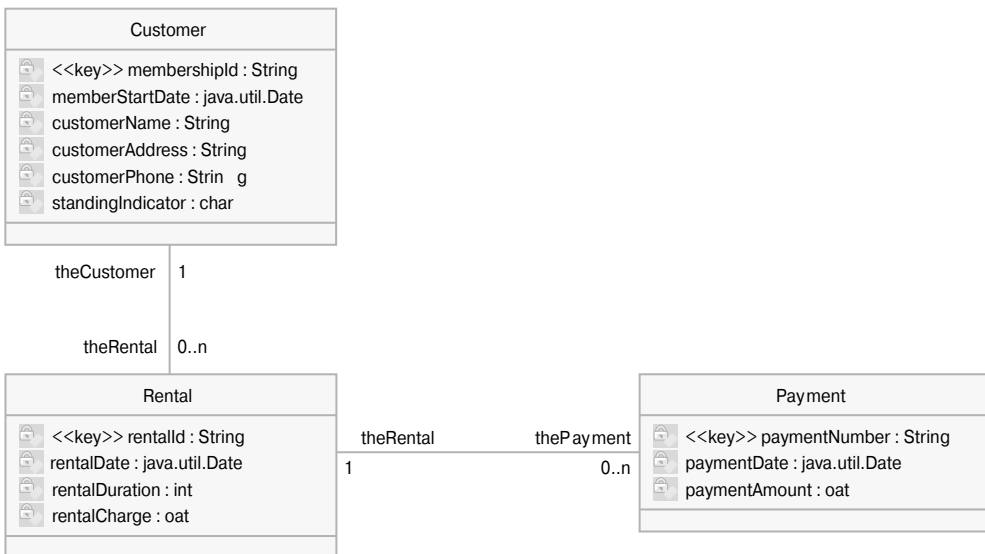 Customer
<<key>> membershipId : String
memberStartDate : java.util.Date
customerName : String
customerAddress : String
customerPhone : Strin g
standingIndicator : char
theCustomer 1
theRental 0..n
Rental
<<key>> rentalId : String
rentalDate : java.util.Date
rentalDuration : int
rentalCharge : oat
theRental thePayment
1 0..n
Payment
<<key>> paymentNumber : String
paymentDate : java.util.Date
paymentAmount : oat